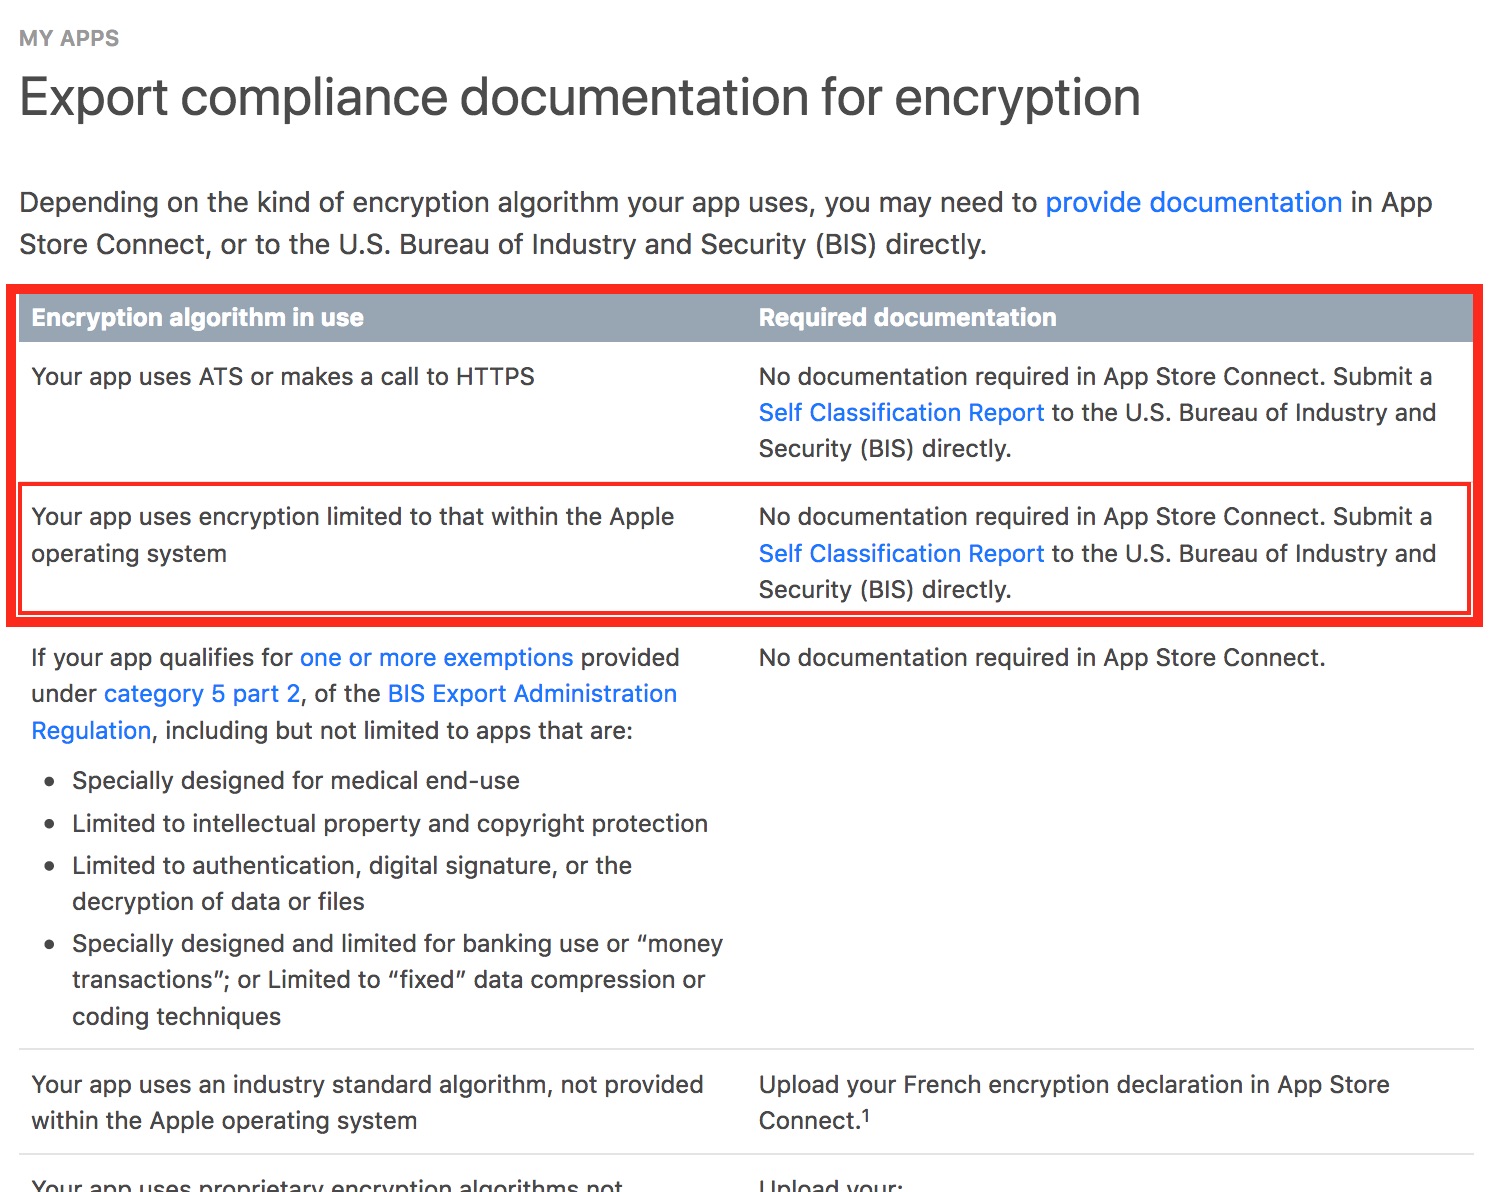 MY APPS
Export compliance documentation for encryption
Depending on the kind of encryption algorithm your app uses, you may need to provide documentation in App
Store Connect, or to the U.S. Bureau of Industry and Security (BIS) directly.
Encryption algorithm in use
Required documentation
Your app uses ATS or makes a call to HTTPS
No documentation required in App Store Connect. Submit a
Self Classification Report to the U.S. Bureau of Industry and
Security (BIS) directly.
Your app uses encryption limited to that within the Apple
operating system
No documentation required in App Store Connect. Submit a
Self Classification Report to the U.S. Bureau of Industry and
Security (BIS) directly.
If your app qualifies for one or more exemptions provided
under category 5 part 2, of the BIS Export Administration
Regulation, including but not limited to apps that are:
• Specially designed for medical end-use
• Limited to intellectual property and copyright protection
• Limited to authentication, digital signature, or the
decryption of data or files
• Specially designed and limited for banking use or “money
transactions”; or Limited to “fixed” data compression or
coding techniques
No documentation required in App Store Connect.
Your app uses an industry standard algorithm, not provided
within the Apple operating system
Upload your French encryption declaration in App Store
Connect.¹
Your app uses proprietary encryption algorithms not
Upload your: